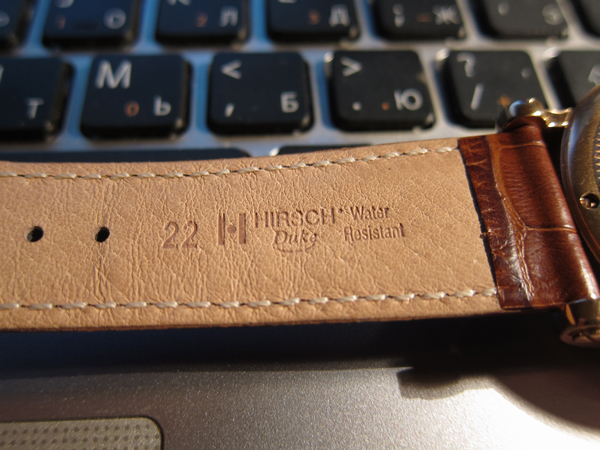 Л Д Ж Э
М < > ?
Т Ь , Б . Ю /
22 HIRSCH Water
Duke Resistant